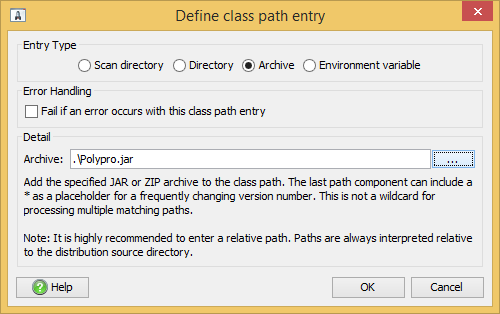 Define class path entry
Entry Type
Scan directory Directory Archive Environment variable
Error Handling
Fail if an error occurs with this class path entry
Detail
Archive: .\Polypro.jar ...
Add the specified JAR or ZIP archive to the class path. The last path component can include
a * as a placeholder for a frequently changing version number. This is not a wildcard for
processing multiple matching paths.
Note: It is highly recommended to enter a relative path. Paths are always interpreted relative
to the distribution source directory.
Help OK Cancel